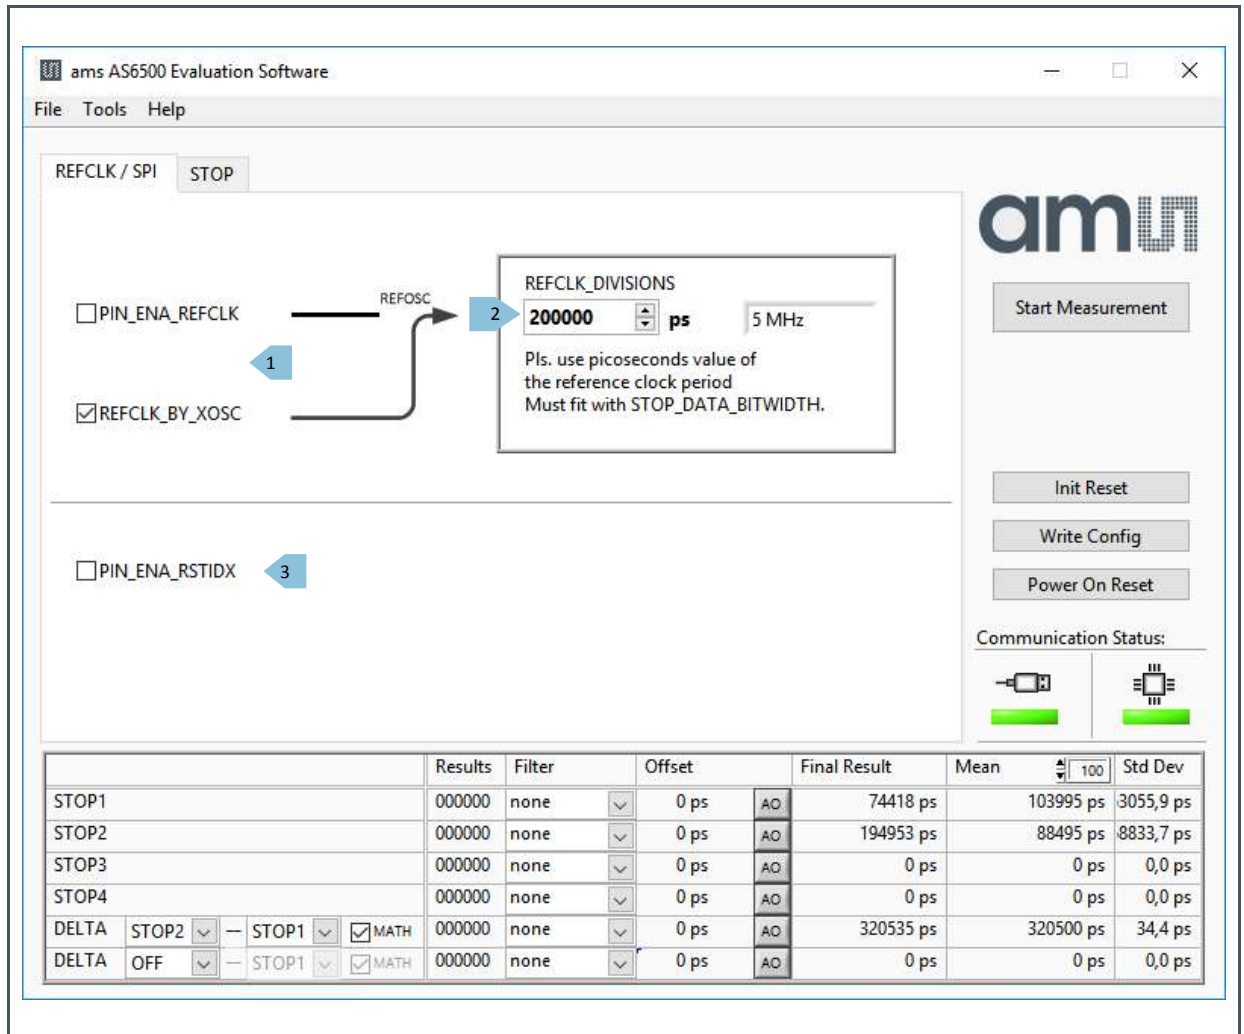 ams AS6500 Evaluation Software
File Tools Help
REFCLK / SPI STOP
am
REFCLK_DIVISIONS
PIN_ENA_REFCLK REFOSC 2 200000 ps 5 MHz Start Measurement
1
Pls. use picoseconds value of
the reference clock period
Must fit with STOP_DATA_BITWIDTH.
REFCLK_BY_XOSC
Init Reset
Write Config
PIN_ENA_RSTIDX 3
Power On Reset
Communication Status:
Results Filter Offset Final Result Mean 100 Std Dev
STOP1 000000 none 0 ps AO 74418 ps 103995 ps 3055,9 ps
STOP2 000000 none 0 ps AO 194953 ps 88495 ps 8833,7 ps
STOP3 000000 none 0 ps AO 0 ps 0 ps 0,0 ps
STOP4 000000 none 0 ps AO 0 ps 0 ps 0,0 ps
DELTA STOP2 – STOP1 MATH 000000 none 0 ps AO 320535 ps 320500 ps 34,4 ps
DELTA OFF – STOP1 MATH 000000 none 0 ps AO 0 ps 0 ps 0,0 ps